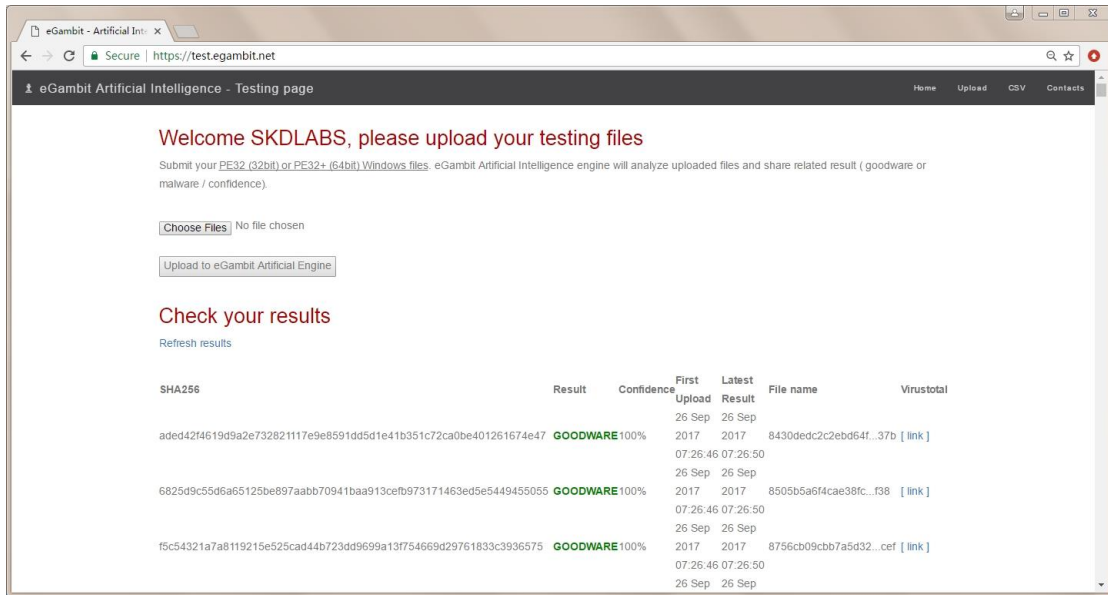 eGambit - Artificial Inte
Secure | https://test.egambit.net
eGambit Artificial Intelligence - Testing page
Home Upload CSV Contacts
Welcome SKDLABS, please upload your testing files
Submit your PE32 (32bit) or PE32+ (64bit) Windows files. eGambit Artificial Intelligence engine will analyze uploaded files and share related result ( goodware or
malware / confidence).
Choose Files No file chosen
Upload to eGambit Artificial Engine
Check your results
Refresh results
SHA256 Result Confidence First Upload Latest Result File name Virustotal
aded42f4619d9a2e732821117e9e8591dd5d1e41b351c72ca0be401261674e47 GOODWARE 100% 26 Sep 2017 07:26:46 26 Sep 2017 07:26:50 8430dedc2c2ebd64f...37b [ link ]
6825d9c55d6a65125be897aabb70941baa913cefb973171463ed5e5449455055 GOODWARE 100% 26 Sep 2017 07:26:46 26 Sep 2017 07:26:50 8505b5a6f4cae38fc...f38 [ link ]
f5c54321a7a8119215e525cad44b723dd9699a13f754669d29761833c3936575 GOODWARE 100% 26 Sep 2017 07:26:46 26 Sep 2017 07:26:50 8756cb09cbb7a5d32...cef [ link ]
26 Sep 26 Sep